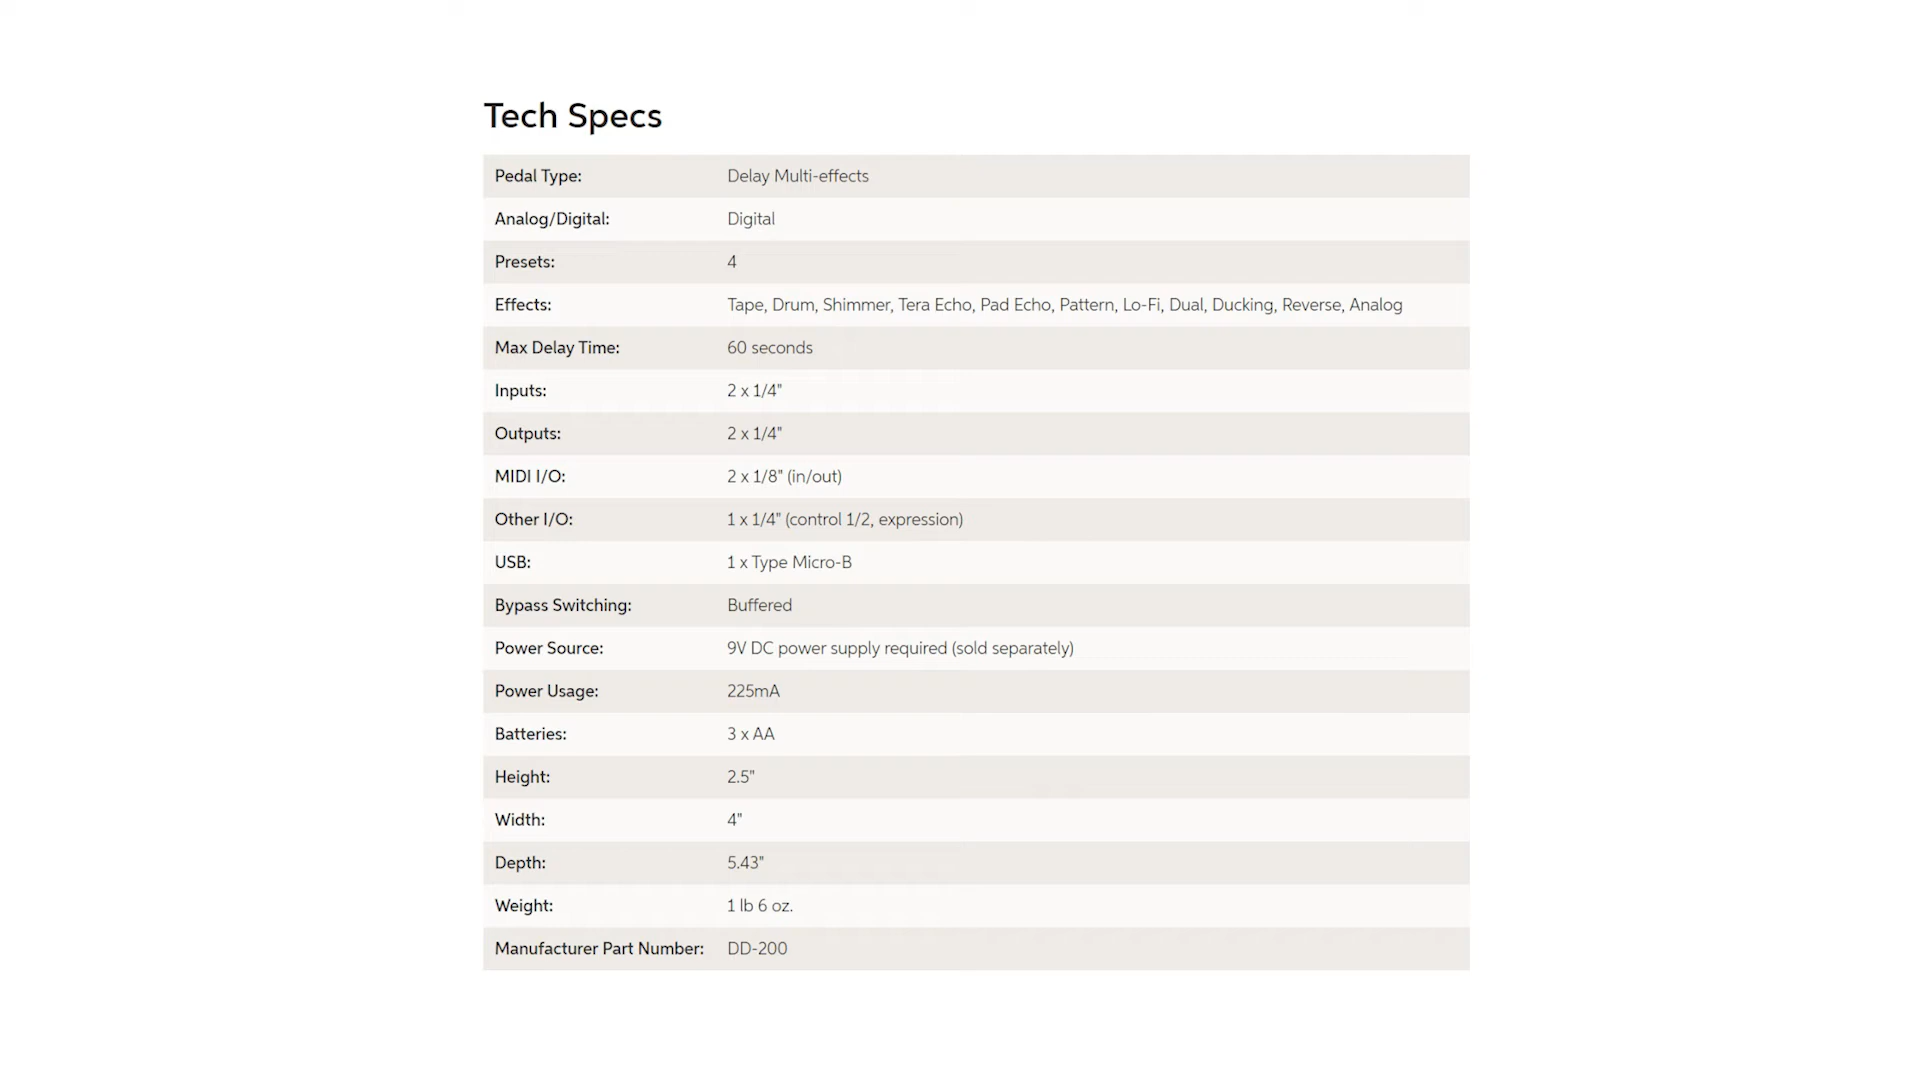 Tech Specs
Pedal Type: Delay Multi-effects
Analog/Digital: Digital
Presets: 4
Effects: Tape, Drum, Shimmer, Tera Echo, Pad Echo, Pattern, Lo-Fi, Dual, Ducking, Reverse, Analog
Max Delay Time: 60 seconds
Inputs: 2 x 1/4"
Outputs: 2 x 1/4"
MIDI I/O: 2 x 1/8" (in/out)
Other I/O: 1 x 1/4" (control 1/2, expression)
USB: 1 x Type Micro-B
Bypass Switching: Buffered
Power Source: 9V DC power supply required (sold separately)
Power Usage: 225mA
Batteries: 3 x AA
Height: 2.5"
Width: 4"
Depth: 5.43"
Weight: 1 lb 6 oz.
Manufacturer Part Number: DD-200